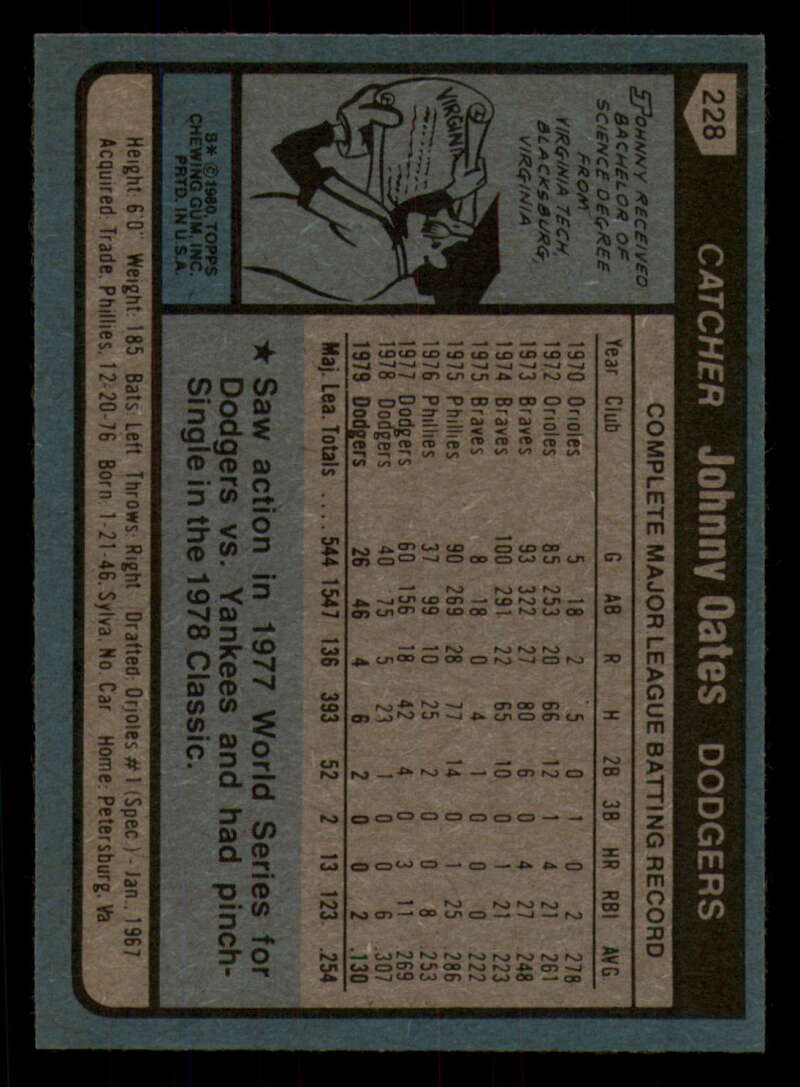 228
CATCHER Johnny Oates DODGERS
JOHNNY RECEIVED
BACHELOR OF
SCIENCE DEGREE
FROM
VIRGINIA TECH,
BLACKSBURG,
VIRGINIA
VIRGINIA
B* © 1980, TOPPS
CHEWING GUM, INC.
PRTD. IN U.S.A.
COMPLETE MAJOR LEAGUE BATTING RECORD
Year Club G AB R H 2B 3B HR RBI AVG
1970 Orioles 5 18 2 5 0 1 0 2 .278
1972 Orioles 85 253 20 66 12 1 4 21 .261
1973 Braves 93 322 27 80 6 0 4 27 .248
1974 Braves 100 291 22 65 10 0 1 21 .223
1975 Braves 8 18 0 4 1 0 0 0 .222
1975 Phillies 90 269 28 77 14 0 1 25 .286
1976 Phillies 37 99 10 25 2 0 0 8 .253
1977 Dodgers 60 156 18 42 4 0 3 11 .269
1978 Dodgers 40 75 5 23 1 0 0 6 .307
1979 Dodgers 26 46 4 6 2 0 0 2 .130
Maj. Lea. Totals .... 544 1547 136 393 52 2 13 123 .254
★ Saw action in 1977 World Series for
Dodgers vs. Yankees and had pinch-
Single in the 1978 Classic.
Height: 6'0" Weight: 185 Bats: Left Throws: Right Drafted: Orioles #1 (Spec.)-Jan., 1967
Acquired: Trade, Phillies, 12-20-76 Born: 1-21-46, Sylva, No. Car Home: Petersburg, Va